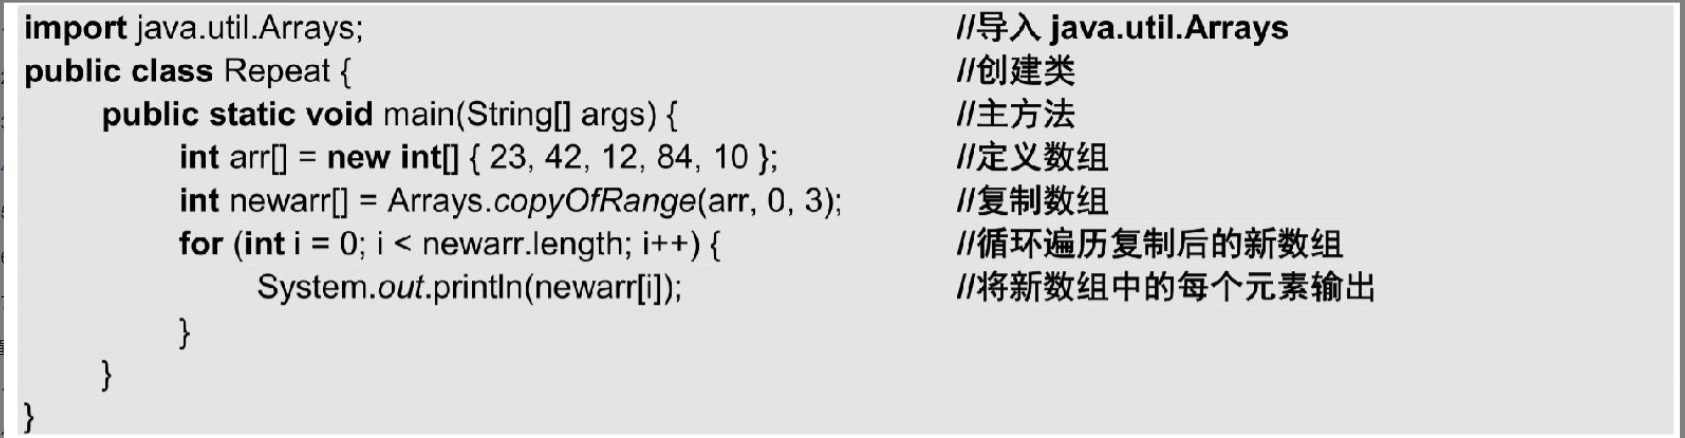 import java.util.Arrays; //导入 java.util.Arrays
public class Repeat { //创建类
public static void main(String[] args) { //主方法
int arr[] = new int[] { 23, 42, 12, 84, 10 }; //定义数组
int newarr[] = Arrays.copyOfRange(arr, 0, 3); //复制数组
for (int i = 0; i < newarr.length; i++) { //循环遍历复制后的新数组
System.out.println(newarr[i]); //将新数组中的每个元素输出
}
}
}